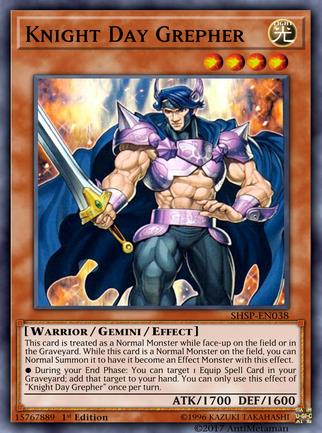 Knight Day Grepher
LIGHT
光
SHSP-EN038
[Warrior / Gemini / Effect]
This card is treated as a Normal Monster while face-up on the field or
in the Graveyard. While this card is a Normal Monster on the field, you can
Normal Summon it to have it become an Effect Monster with this effect.
● During your End Phase: You can target 1 Equip Spell Card in your
Graveyard; add that target to your hand. You can only use this effect of
"Knight Day Grepher" once per turn.
ATK/1700 DEF/1600
15767889 1st Edition ©1996 KAZUKI TAKAHASHI
©2017 AntiMetaman